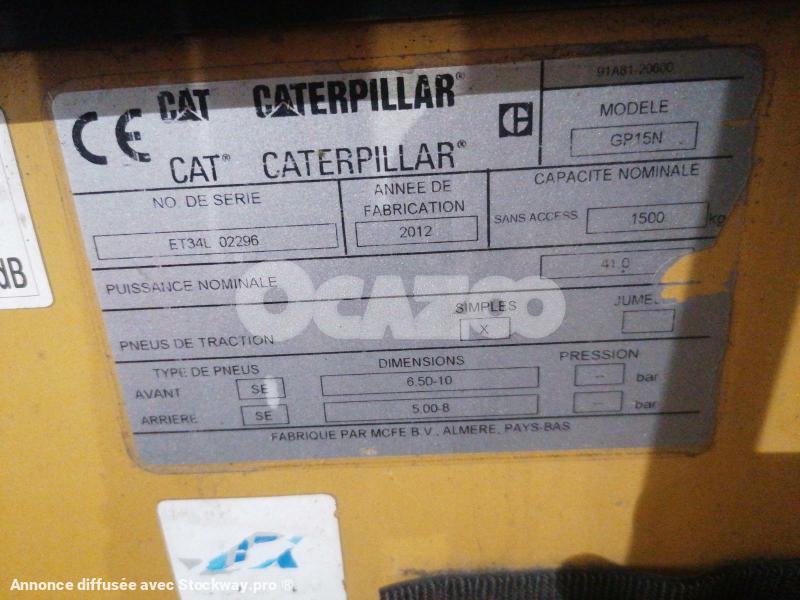 CE CAT CATERPILLAR®
CAT® CATERPILLAR®
91A81-20600
MODELE
GP15N
NO. DE SERIE
ET34L 02296
ANNEE DE
FABRICATION
2012
CAPACITE NOMINALE
SANS ACCESS 1500 kg
PUISSANCE NOMINALE 41.0
PNEUS DE TRACTION
SIMPLES
X
TYPE DE PNEUS DIMENSIONS PRESSION
AVANT SE 6.50-10 -- bar
ARRIERE SE 5.00-8 -- bar
FABRIQUE PAR MCFE B.V., ALMERE, PAYS-BAS
dB
OCAZOO
Annonce diffusée avec Stockway.pro ®